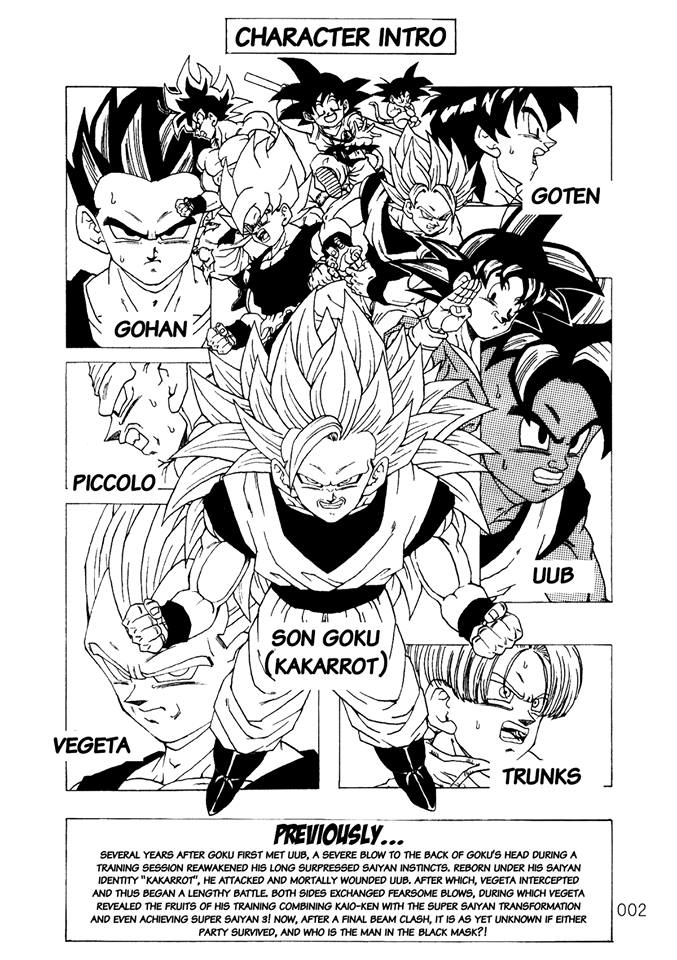 CHARACTER INTRO
GOTEN
GOHAN
PICCOLO
UUB
SON GOKU
(KAKARROT)
VEGETA
TRUNKS
PREVIOUSLY...
SEVERAL YEARS AFTER GOKU FIRST MET UUB, A SEVERE BLOW TO THE BACK OF GOKU'S HEAD DURING A
TRAINING SESSION REAWAKENED HIS LONG SURPRESSED SAIYAN INSTINCTS. REBORN UNDER HIS SAIYAN
IDENTITY "KAKARROT", HE ATTACKED AND MORTALLY WOUNDED UUB. AFTER WHICH, VEGETA INTERCEPTED
AND THUS BEGAN A LENGTHY BATTLE. BOTH SIDES EXCHANGED FEARSOME BLOWS, DURING WHICH VEGETA
REVEALED THE FRUITS OF HIS TRAINING COMBINING KAIO-KEN WITH THE SUPER SAIYAN TRANSFORMATION
AND EVEN ACHIEVING SUPER SAIYAN 3! NOW, AFTER A FINAL BEAM CLASH, IT IS AS YET UNKNOWN IF EITHER
PARTY SURVIVED, AND WHO IS THE MAN IN THE BLACK MASK?!
002